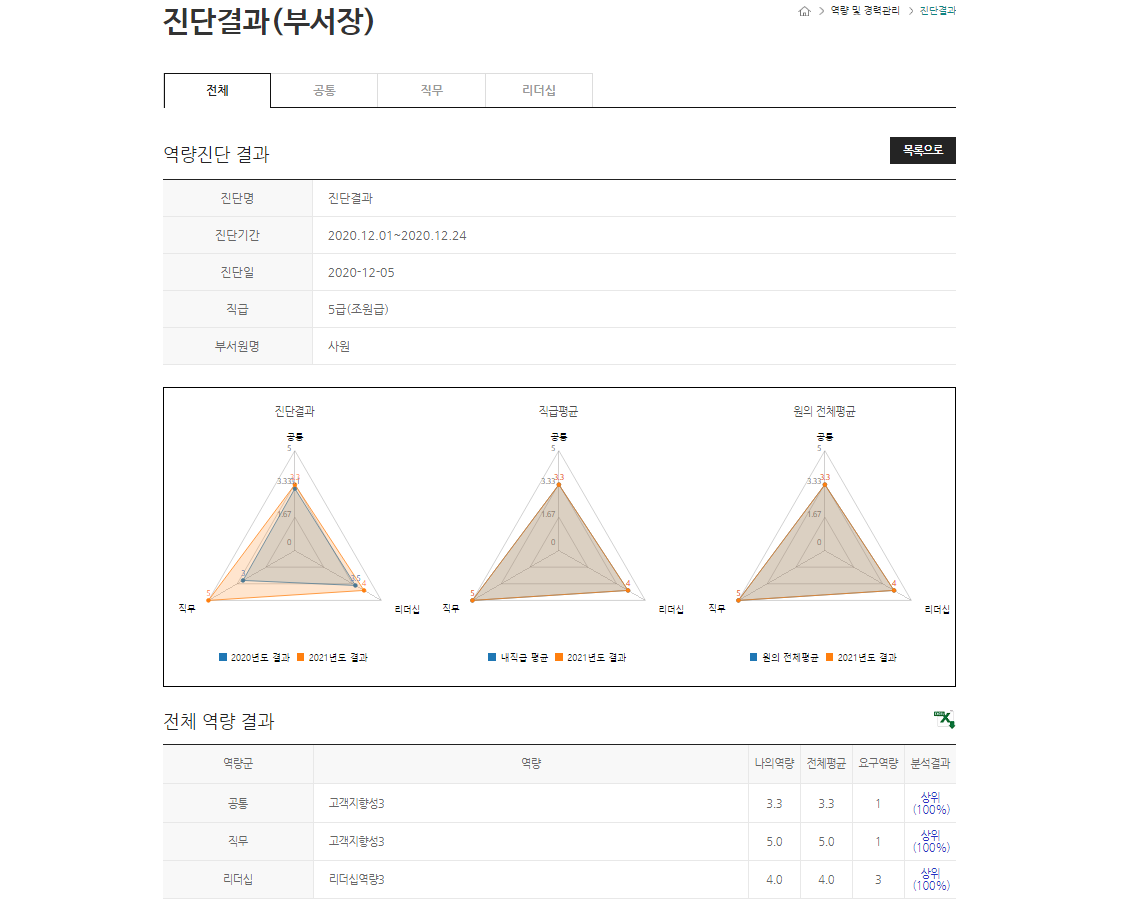 진단결과(부서장)
역량 및 경력관리 > 진단결과
전체 공통 직무 리더십
역량진단 결과
목록으로
진단명 진단결과
진단기간 2020.12.01~2020.12.24
진단일 2020-12-05
직급 5급(조원급)
부서원명 사원
진단결과 직급평균 원의 전체평균
공통 공통 공통
5 5 5
3.3 3.3
3.33 3.33 3.33
1.67 1.67 1.67
0 0 0
3 3.5 4 4 4
5 5 5
직무 리더십 직무 리더십 직무 리더십
2020년도 결과 2021년도 결과 내직급 평균 2021년도 결과 원의 전체평균 2021년도 결과
전체 역량 결과
역량군 역량 나의역량 전체평균 요구역량 분석결과
공통 고객지향성3 3.3 3.3 1 상위
(100%)
직무 고객지향성3 5.0 5.0 1 상위
(100%)
리더십 리더십역량3 4.0 4.0 3 상위
(100%)